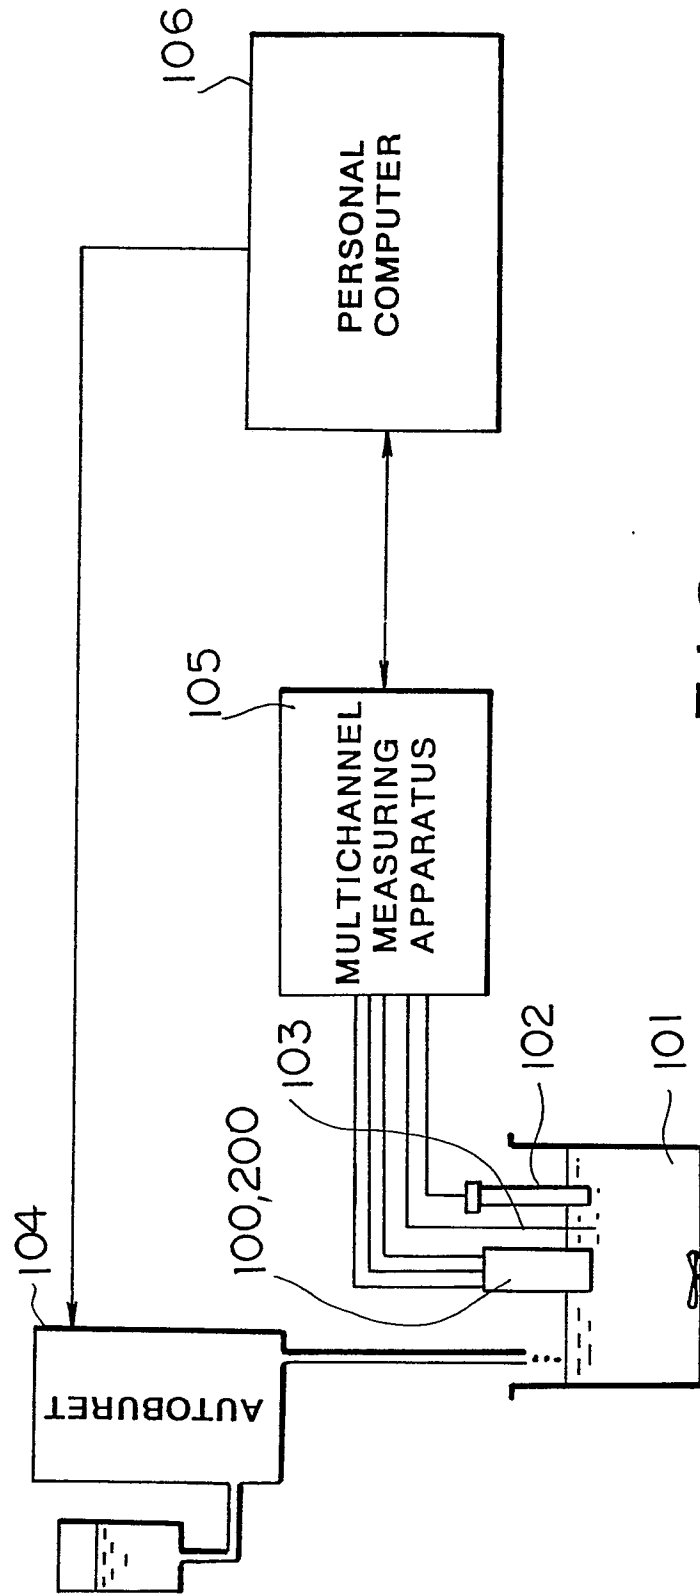 104
AUTOBURET
100,200
103
102
101
105
MULTICHANNEL
MEASURING
APPARATUS
106
PERSONAL
COMPUTER